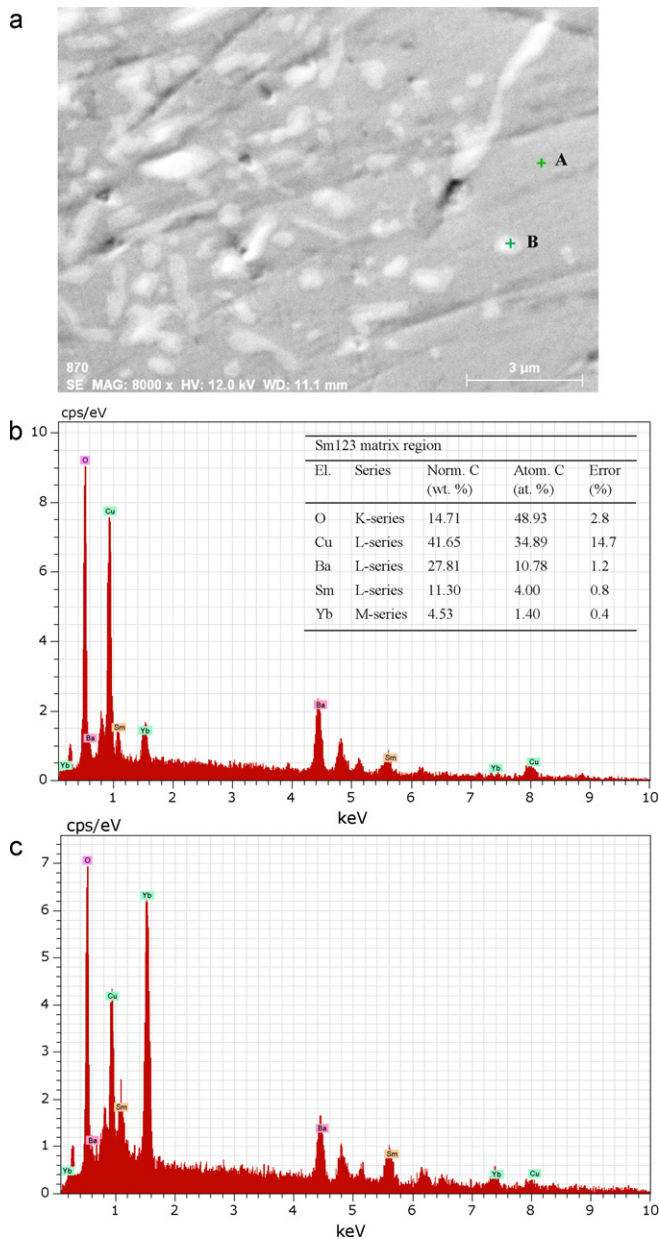 a
A
B
870
SE MAG: 8000 x HV: 12.0 kV WD: 11.1 mm
3 µm
b
cps/eV
Sm123 matrix region
El. Series Norm. C (wt. %) Atom. C (at. %) Error (%)
O K-series 14.71 48.93 2.8
Cu L-series 41.65 34.89 14.7
Ba L-series 27.81 10.78 1.2
Sm L-series 11.30 4.00 0.8
Yb M-series 4.53 1.40 0.4
10
8
6
4
2
0
O
Cu
Ba
Sm
Yb
Yb
Ba
Sm
Yb
Cu
1 2 3 4 5 6 7 8 9 10
keV
c
cps/eV
7
6
5
4
3
2
1
0
O
Yb
Cu
Sm
Ba
Yb
Ba
Sm
Yb
Cu
1 2 3 4 5 6 7 8 9 10
keV